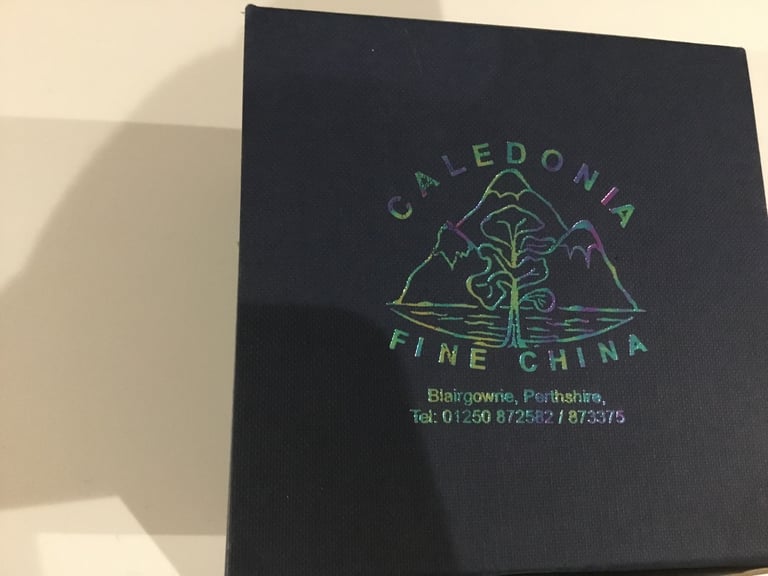 CALEDONIA
FINE CHINA
Blairgowrie, Perthshire,
Tel: 01250 872582 / 873375